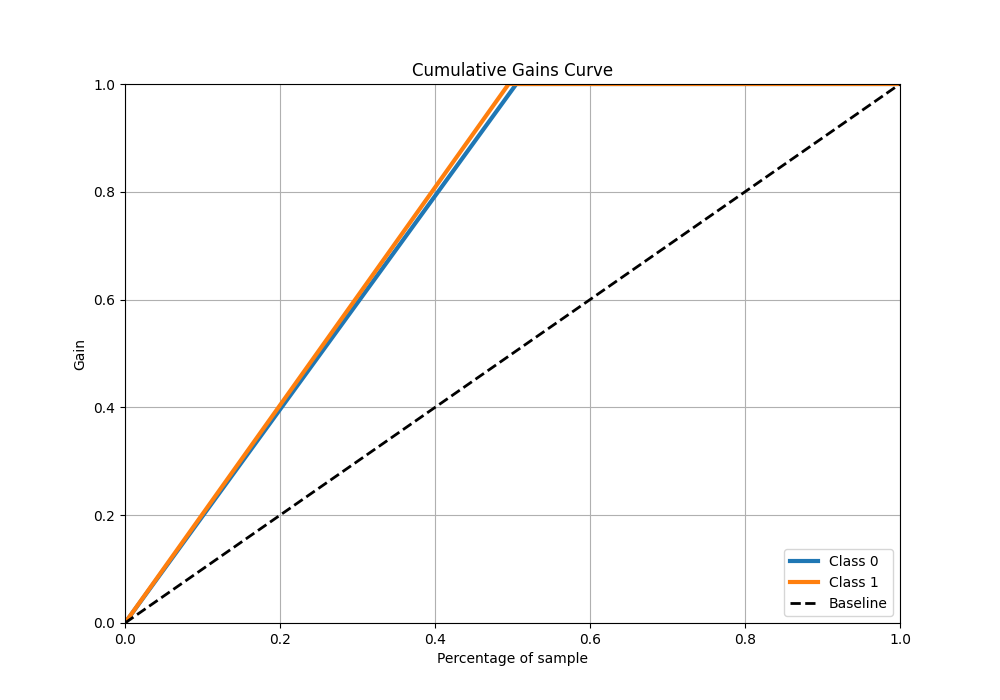 Cumulative Gains Curve
1.0
0.8
0.6
0.4
0.2
0.0
Gain
0.0 0.2 0.4 0.6 0.8 1.0
Percentage of sample
Class 0
Class 1
Baseline